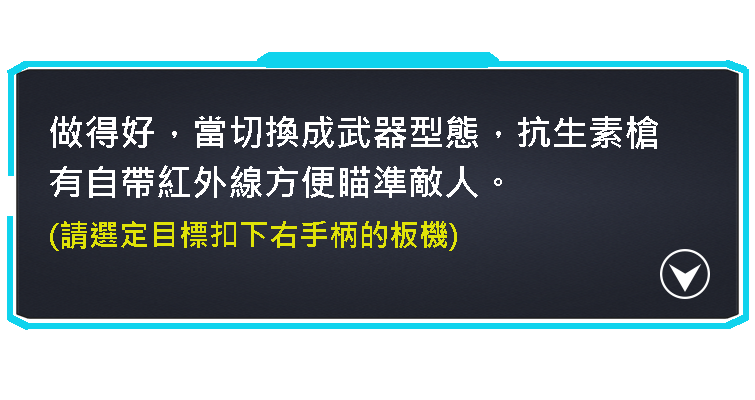 做得好，當切換成武器型態，抗生素槍
有自帶紅外線方便瞄準敵人。
(請選定目標扣下右手柄的板機)